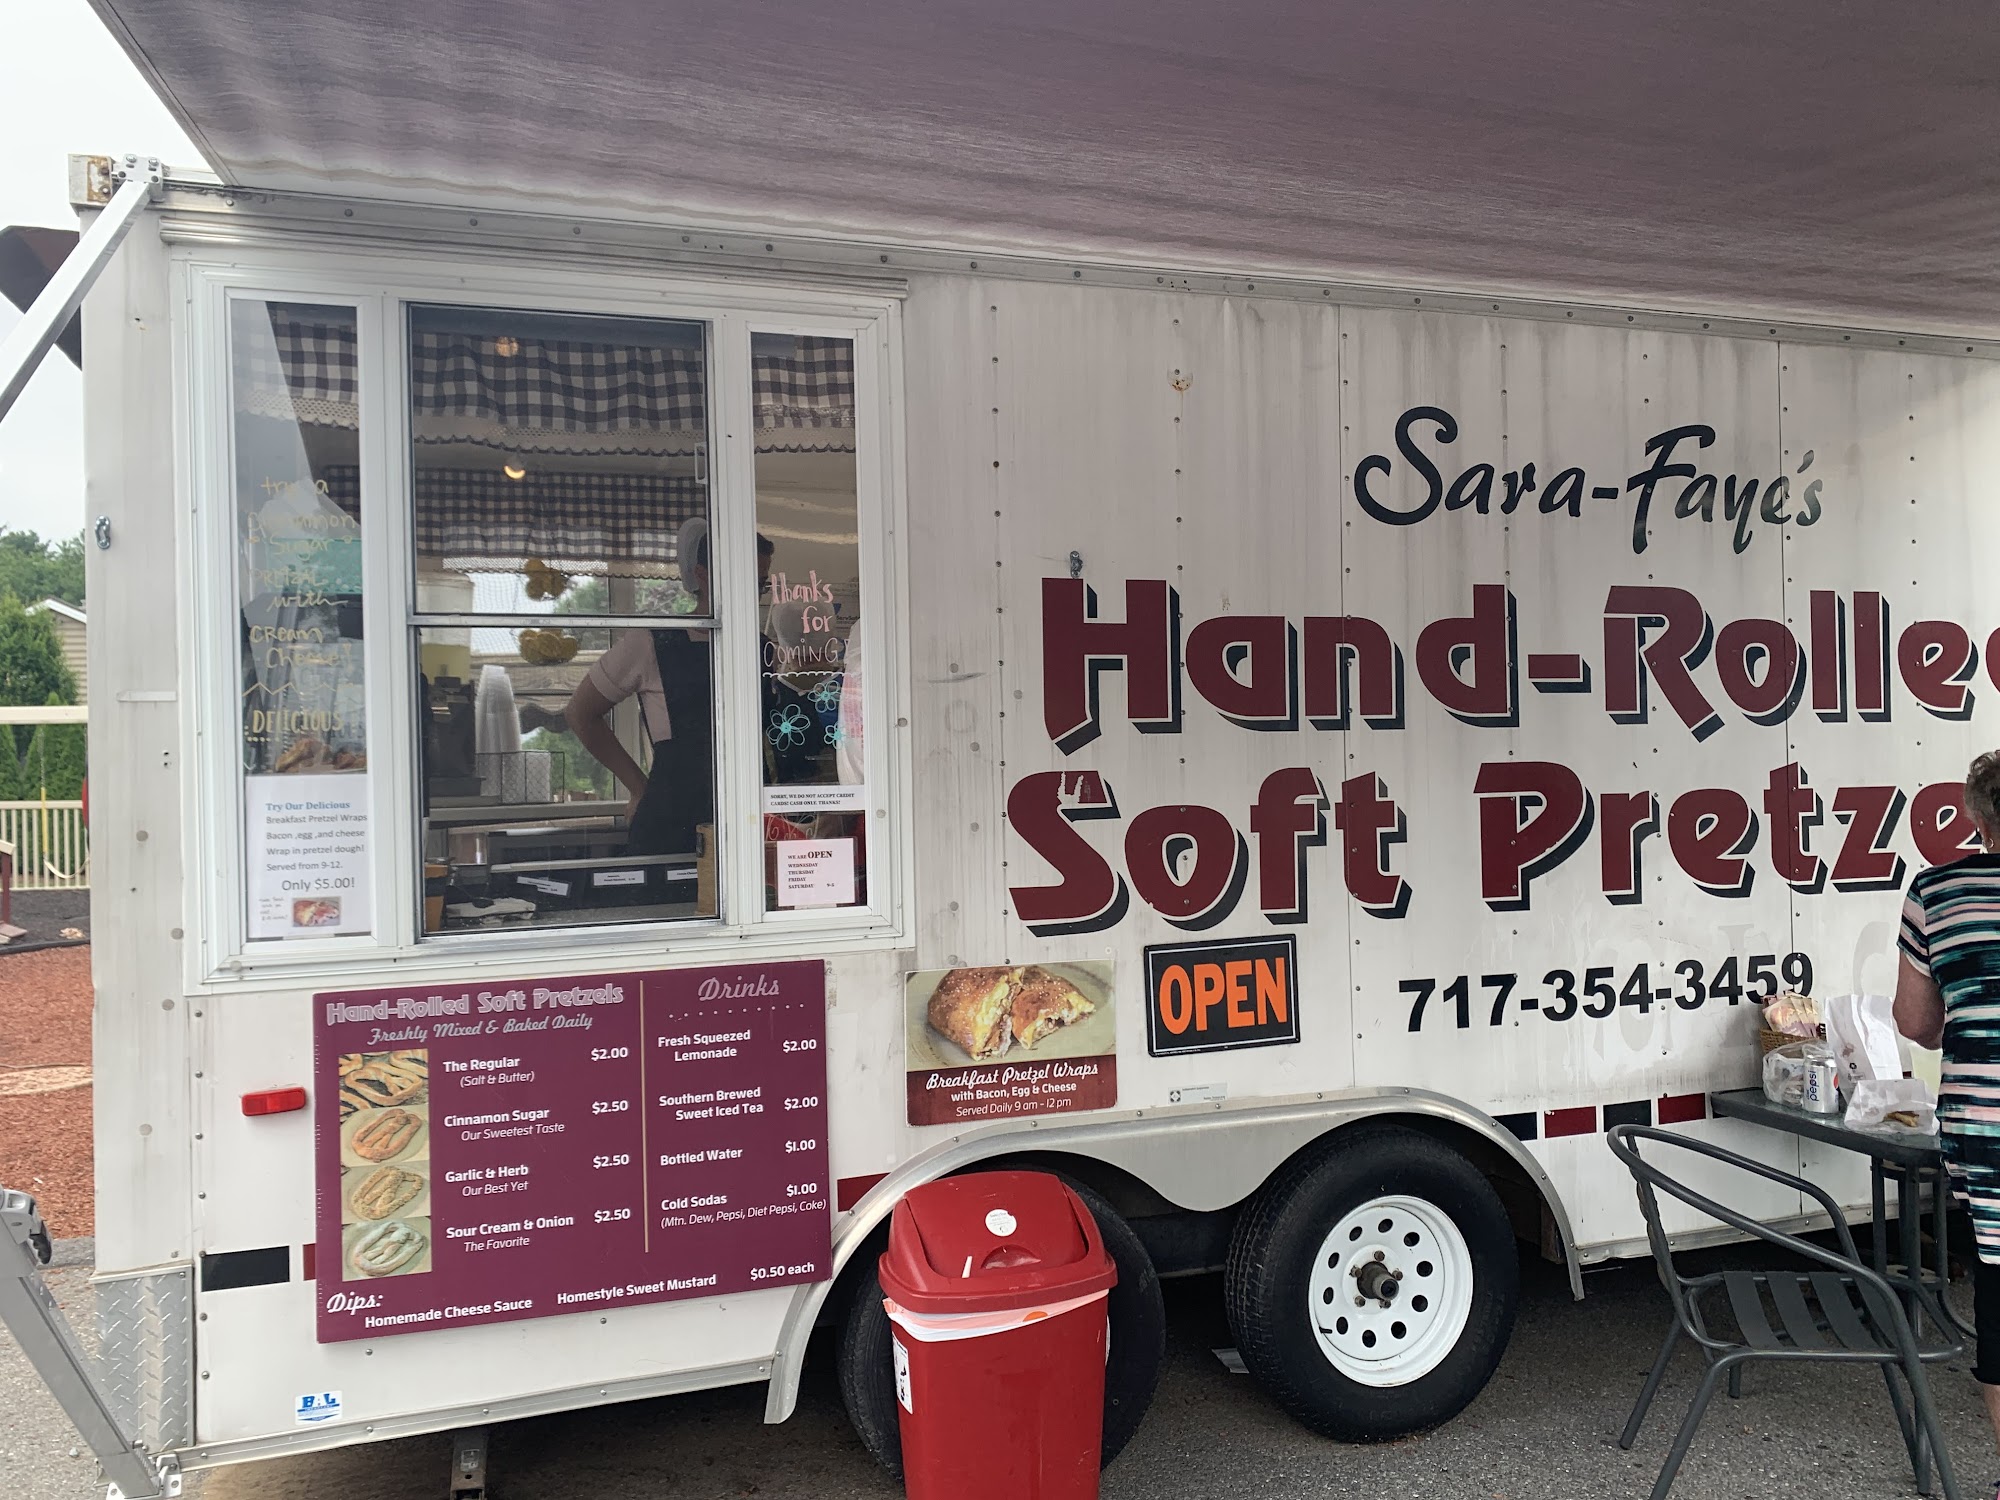 try a
Cinnamon
Sugar
PRETZAL
with
CREAM
CHEESE!
DELICIOUS!
Try Our Delicious
Breakfast Pretzel Wraps
Bacon ,egg ,and cheese
Wrap in pretzel dough!
Served from 9-12.
Only $5.00!
thanks
for
COMING!
SORRY, WE DO NOT ACCEPT CREDIT
CARDS! CASH ONLY. THANKS!
WE ARE OPEN
WEDNESDAY
THURSDAY
FRIDAY
SATURDAY
Sara-Faye's
Hand-Rolle
Soft Pretze
717-354-3459
OPEN
Breakfast Pretzel Wraps
with Bacon, Egg & Cheese
Served Daily 9 am - 12 pm
Hand-Rolled Soft Pretzels
Freshly Mixed & Baked Daily
The Regular $2.00
(Salt & Butter)
Cinnamon Sugar $2.50
Our Sweetest Taste
Garlic & Herb $2.50
Our Best Yet
Sour Cream & Onion $2.50
The Favorite
Drinks
Fresh Squeezed
Lemonade $2.00
Southern Brewed
Sweet Iced Tea $2.00
Bottled Water $1.00
Cold Sodas $1.00
(Mtn. Dew, Pepsi, Diet Pepsi, Coke)
Dips:
Homemade Cheese Sauce Homestyle Sweet Mustard $0.50 each
BAL
pepsi